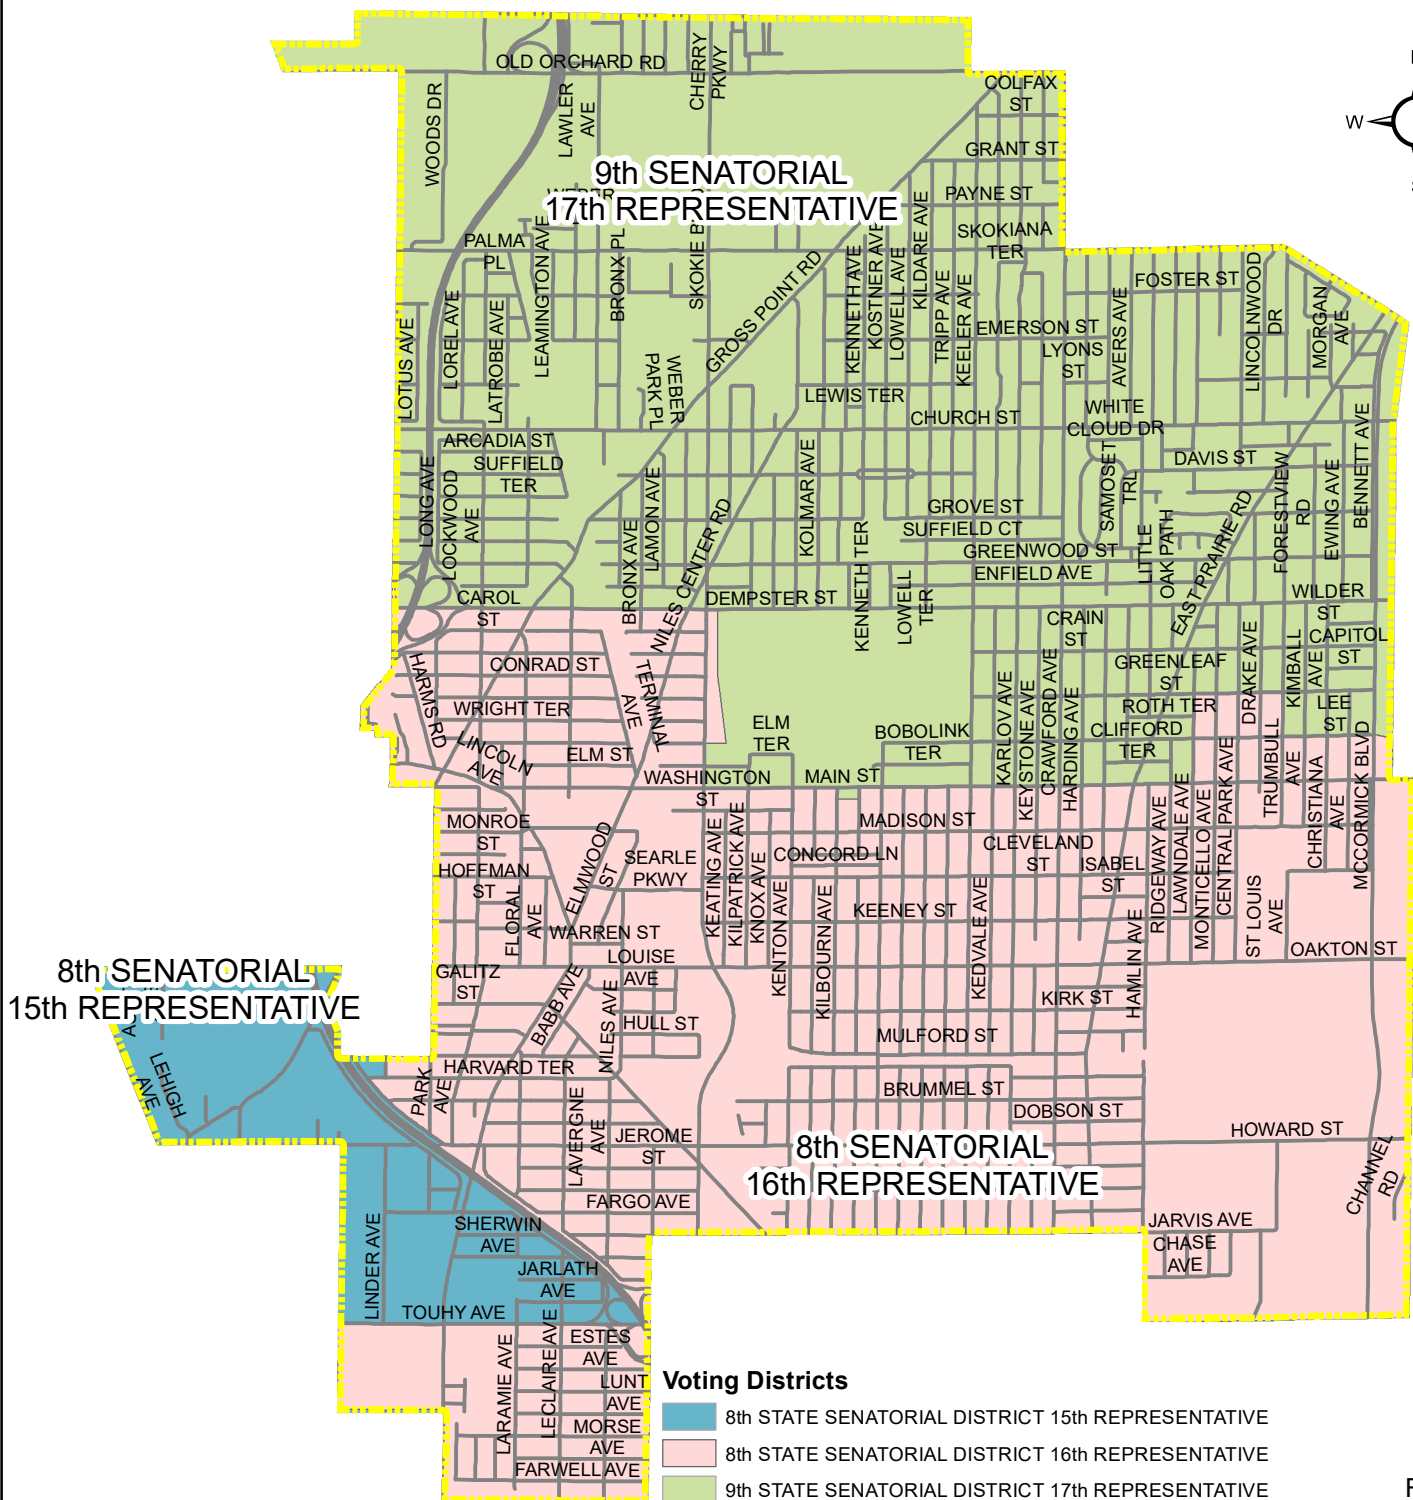 OLD ORCHARD RD
CHERRY
PKWY
COLFAX
ST
WOODS DR
LAWLER
AVE
W
GRANT ST
9th SENATORIAL
17th REPRESENTATIVE
PAYNE ST
KILDARE AVE
SKOKIANA
TER
PALMA
PL
LEAMINGTON AVE
BRONX PL
GROSS POINT RD
KENNETH AVE
KOSTNER AVE
LOWELL AVE
TRIPP AVE
KEELER AVE
FOSTER ST
LINCOLNWOOD
DR
MORGAN
AVE
LOTUS AVE
LOREL AVE
LATROBE AVE
EMERSON ST
LYONS
ST
AVERS AVE
WEBER
PARK PL
LEWIS TER
CHURCH ST
WHITE
CLOUD DR
BENNETT AVE
ARCADIA ST
SUFFIELD
TER
LONG AVE
LOCKWOOD
AVE
LAMON AVE
BRONX AVE
NILES CENTER RD
KOLMAR AVE
DAVIS ST
SAMOSET
TRL
GROVE ST
SUFFIELD CT
GREENWOOD ST
ENFIELD AVE
LITTLE
OAK PATH
EAST PRAIRIE RD
FORESTVIEW
RD
EWING AVE
CAROL
ST
DEMPSTER ST
KENNETH TER
LOWELL
TER
WILDER
ST
CRAIN
ST
CAPITOL
ST
HARMS RD
CONRAD ST
TERMINAL
AVE
GREENLEAF
ST
DRAKE AVE
KIMBALL
AVE
WRIGHT TER
ROTH TER
LEE
ST
ELM
TER
BOBOLINK
TER
KARLOV AVE
KEYSTONE AVE
CRAWFORD AVE
HARDING AVE
CLIFFORD
TER
LINCOLN
AVE
ELM ST
WASHINGTON
ST
MAIN ST
TRUMBULL
AVE
CHRISTIANA
AVE
MCCORMICK BLVD
MONROE
ST
ELMWOOD
ST
MADISON ST
CLEVELAND
ST
ISABEL
ST
RIDGEWAY AVE
LAWNDALE AVE
MONTICELLO AVE
CENTRAL PARK AVE
HOFFMAN
ST
SEARLE
PKWY
KEATING AVE
KILPATRICK AVE
KNOX AVE
CONCORD LN
FLORAL
AVE
KENTON AVE
KILBOURN AVE
KEENEY ST
KEDVALE AVE
HAMLIN AVE
ST LOUIS
AVE
WARREN ST
LOUISE
AVE
OAKTON ST
8th SENATORIAL
15th REPRESENTATIVE
GALITZ
ST
BABB AVE
NILES AVE
HULL ST
KIRK ST
MULFORD ST
LEHIGH
AVE
HARVARD TER
PARK
AVE
LAVERGNE
AVE
BRUMMEL ST
DOBSON ST
JEROME
ST
HOWARD ST
8th SENATORIAL
16th REPRESENTATIVE
CHANNEL
RD
FARGO AVE
LINDER AVE
SHERWIN
AVE
JARVIS AVE
CHASE
AVE
JARLATH
AVE
TOUHY AVE
LARAMIE AVE
LECLAIRE AVE
ESTES
AVE
LUNT
AVE
MORSE
AVE
FARWELL AVE
Voting Districts
8th STATE SENATORIAL DISTRICT 15th REPRESENTATIVE
8th STATE SENATORIAL DISTRICT 16th REPRESENTATIVE
9th STATE SENATORIAL DISTRICT 17th REPRESENTATIVE